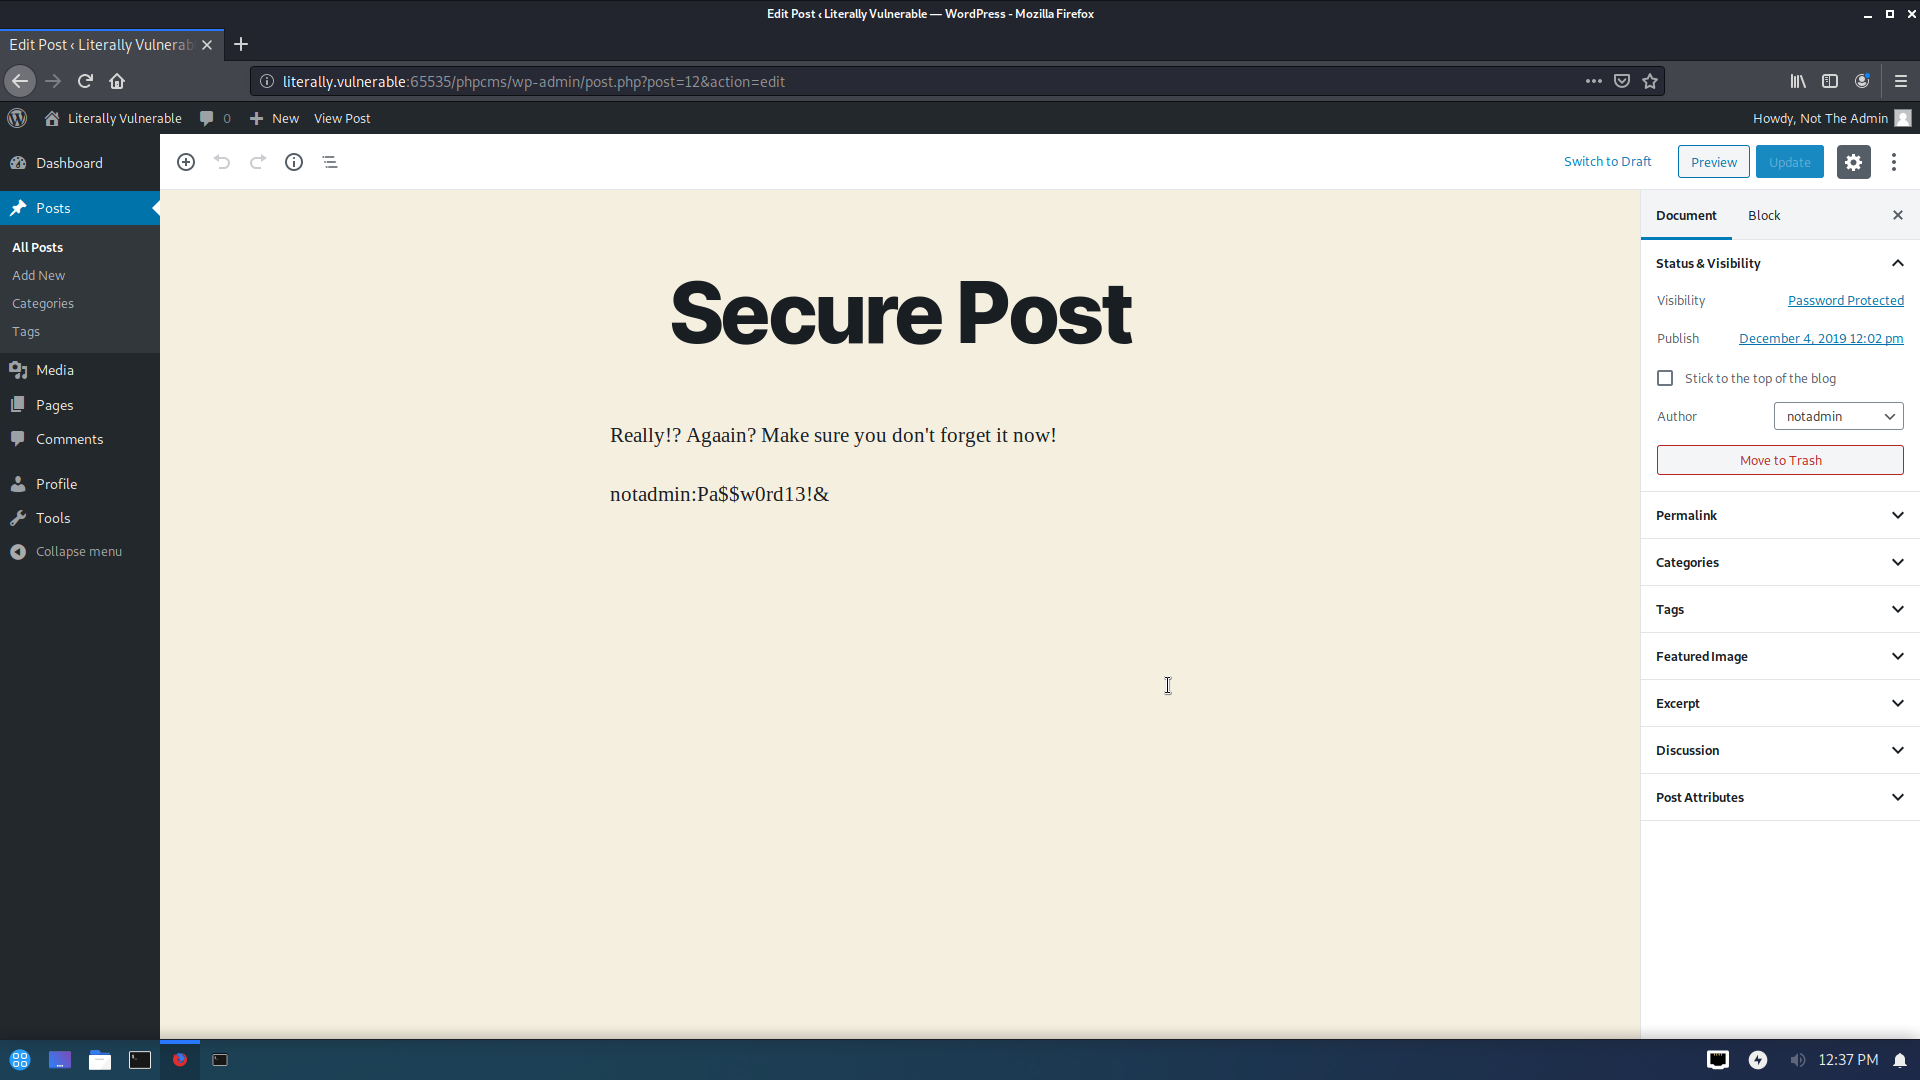 Edit Post ‹ Literally Vulnerable — WordPress - Mozilla Firefox
Edit Post ‹ Literally Vulnerab
literally.vulnerable:65535/phpcms/wp-admin/post.php?post=12&action=edit
Literally Vulnerable 0 New View Post Howdy, Not The Admin
Dashboard
Posts
All Posts
Add New
Categories
Tags
Media
Pages
Comments
Profile
Tools
Collapse menu
Switch to Draft Preview Update
Secure Post
Really!? Agaain? Make sure you don't forget it now!
notadmin:Pa$$w0rd13!&
Document Block
Status & Visibility
Visibility Password Protected
Publish December 4, 2019 12:02 pm
Stick to the top of the blog
Author notadmin
Move to Trash
Permalink
Categories
Tags
Featured Image
Excerpt
Discussion
Post Attributes
12:37 PM